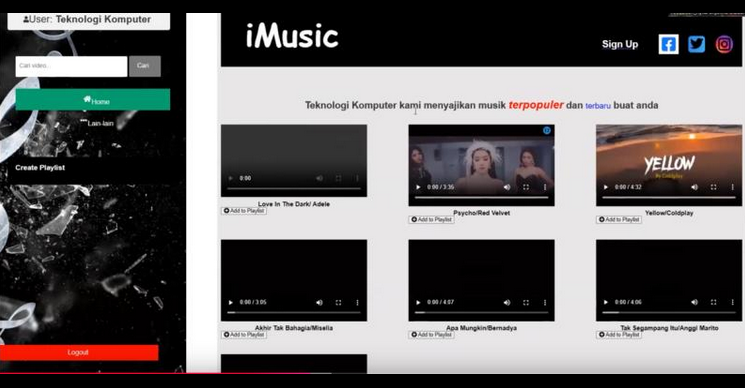 User: Teknologi Komputer
Cari video...
Cari
Home
Lain-lain
Create Playlist
Logout
iMusic
Sign Up
Teknologi Komputer kami menyajikan musik terpopuler dan terbaru buat anda
0:00
Love In The Dark/ Adele
Add to Playlist
0:00 / 3:35
Psycho/Red Velvet
Add to Playlist
YELLOW
By Coldplay
0:00 / 4:32
Yellow/Coldplay
Add to Playlist
0:00 / 3:05
Akhir Tak Bahagia/Misellia
Add to Playlist
0:00 / 4:07
Apa Mungkin/Bernadya
Add to Playlist
0:00 / 4:06
Tak Segampang Itu/Anggi Marito
Add to Playlist